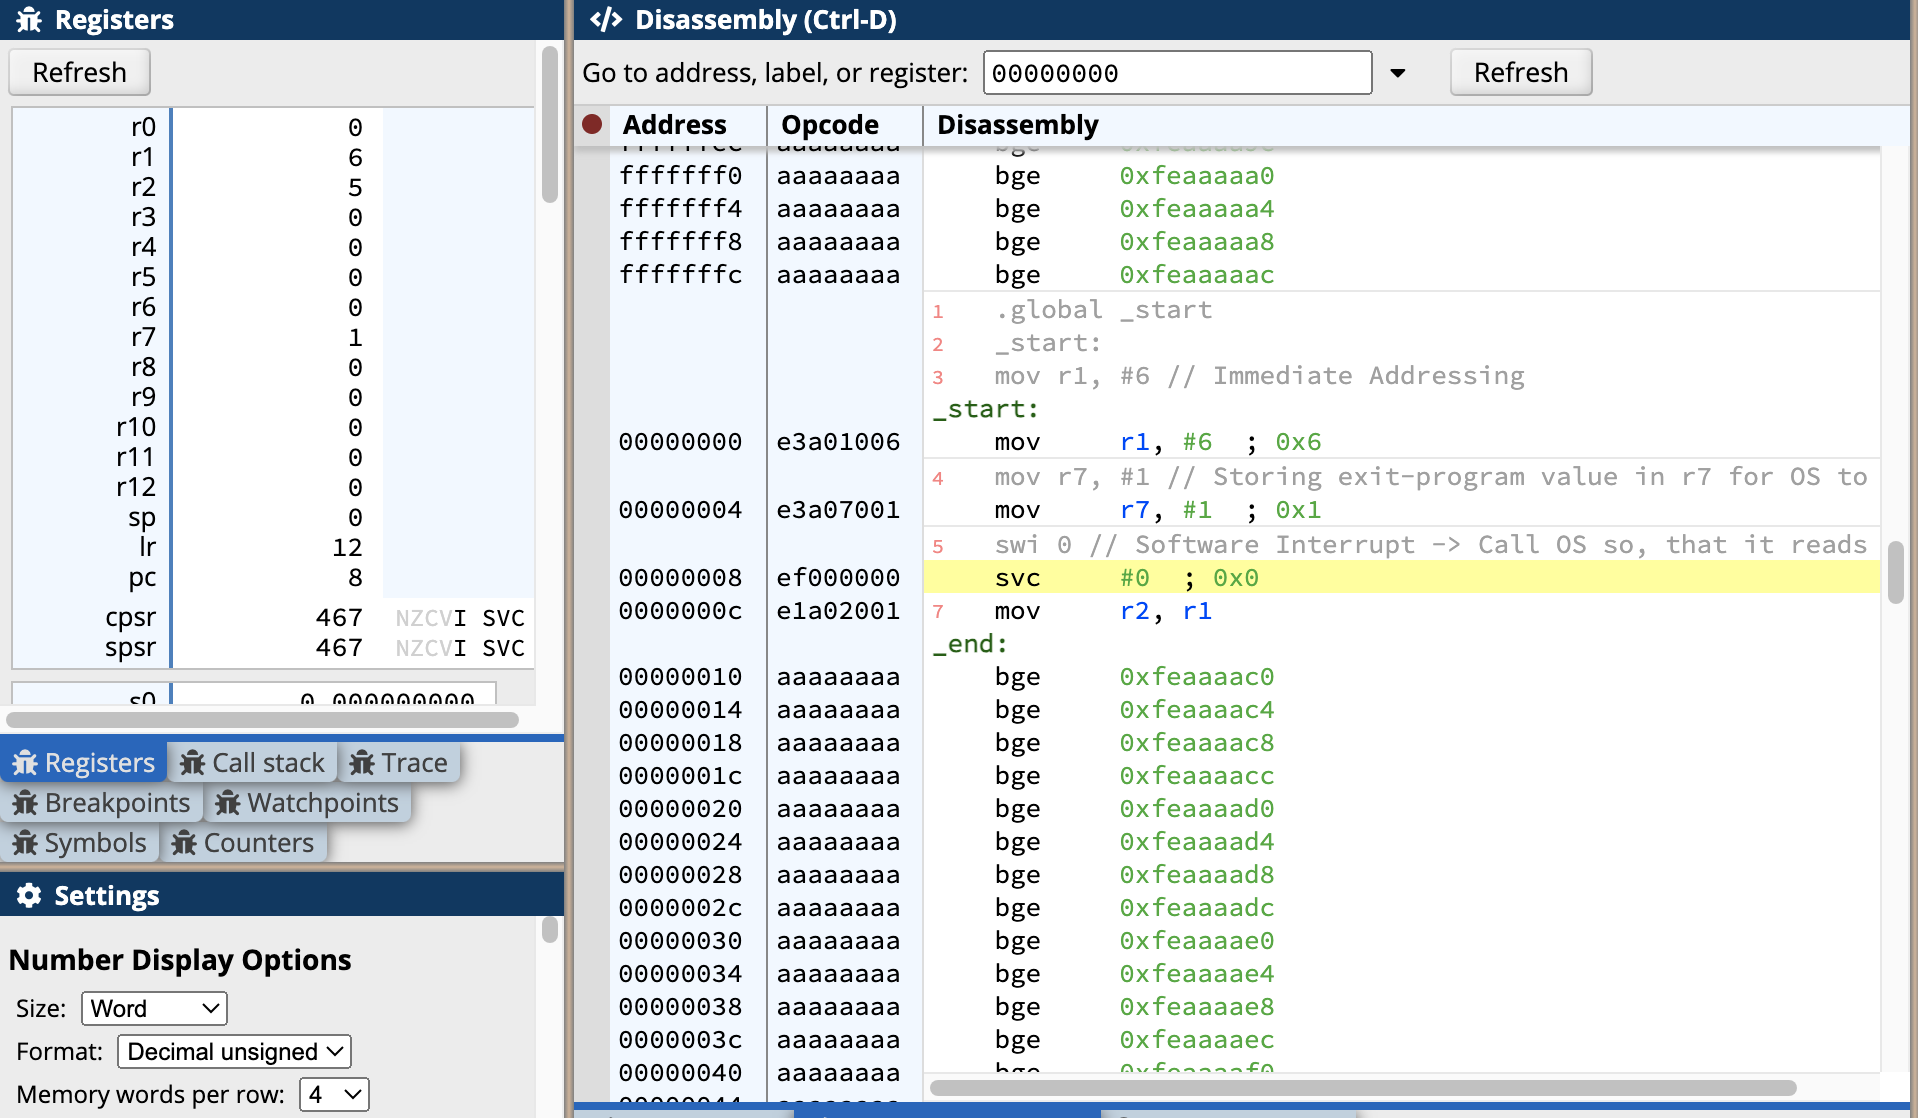 Registers
Refresh
r0 0
r1 6
r2 5
r3 0
r4 0
r5 0
r6 0
r7 1
r8 0
r9 0
r10 0
r11 0
r12 0
sp 0
lr 12
pc 8
cpsr 467 NZCVI SVC
spsr 467 NZCVI SVC
s0 0.000000000
Registers Call stack Trace
Breakpoints Watchpoints
Symbols Counters
Settings
Number Display Options
Size: Word
Format: Decimal unsigned
Memory words per row: 4
Disassembly (Ctrl-D)
Go to address, label, or register: 00000000 Refresh
Address Opcode Disassembly
fffffff0 aaaaaaaa bge 0xfeaaaaa0
fffffff4 aaaaaaaa bge 0xfeaaaaa4
fffffff8 aaaaaaaa bge 0xfeaaaaa8
fffffffc aaaaaaaa bge 0xfeaaaaac
1 .global _start
2 _start:
3 mov r1, #6 // Immediate Addressing
_start:
00000000 e3a01006 mov r1, #6 ; 0x6
4 mov r7, #1 // Storing exit-program value in r7 for OS to
00000004 e3a07001 mov r7, #1 ; 0x1
5 swi 0 // Software Interrupt -> Call OS so, that it reads
00000008 ef000000 svc #0 ; 0x0
0000000c e1a02001 7 mov r2, r1
_end:
00000010 aaaaaaaa bge 0xfeaaaac0
00000014 aaaaaaaa bge 0xfeaaaac4
00000018 aaaaaaaa bge 0xfeaaaac8
0000001c aaaaaaaa bge 0xfeaaaacc
00000020 aaaaaaaa bge 0xfeaaaad0
00000024 aaaaaaaa bge 0xfeaaaad4
00000028 aaaaaaaa bge 0xfeaaaad8
0000002c aaaaaaaa bge 0xfeaaaadc
00000030 aaaaaaaa bge 0xfeaaaae0
00000034 aaaaaaaa bge 0xfeaaaae4
00000038 aaaaaaaa bge 0xfeaaaae8
0000003c aaaaaaaa bge 0xfeaaaaec
00000040 aaaaaaaa bge 0xfeaaaaf0